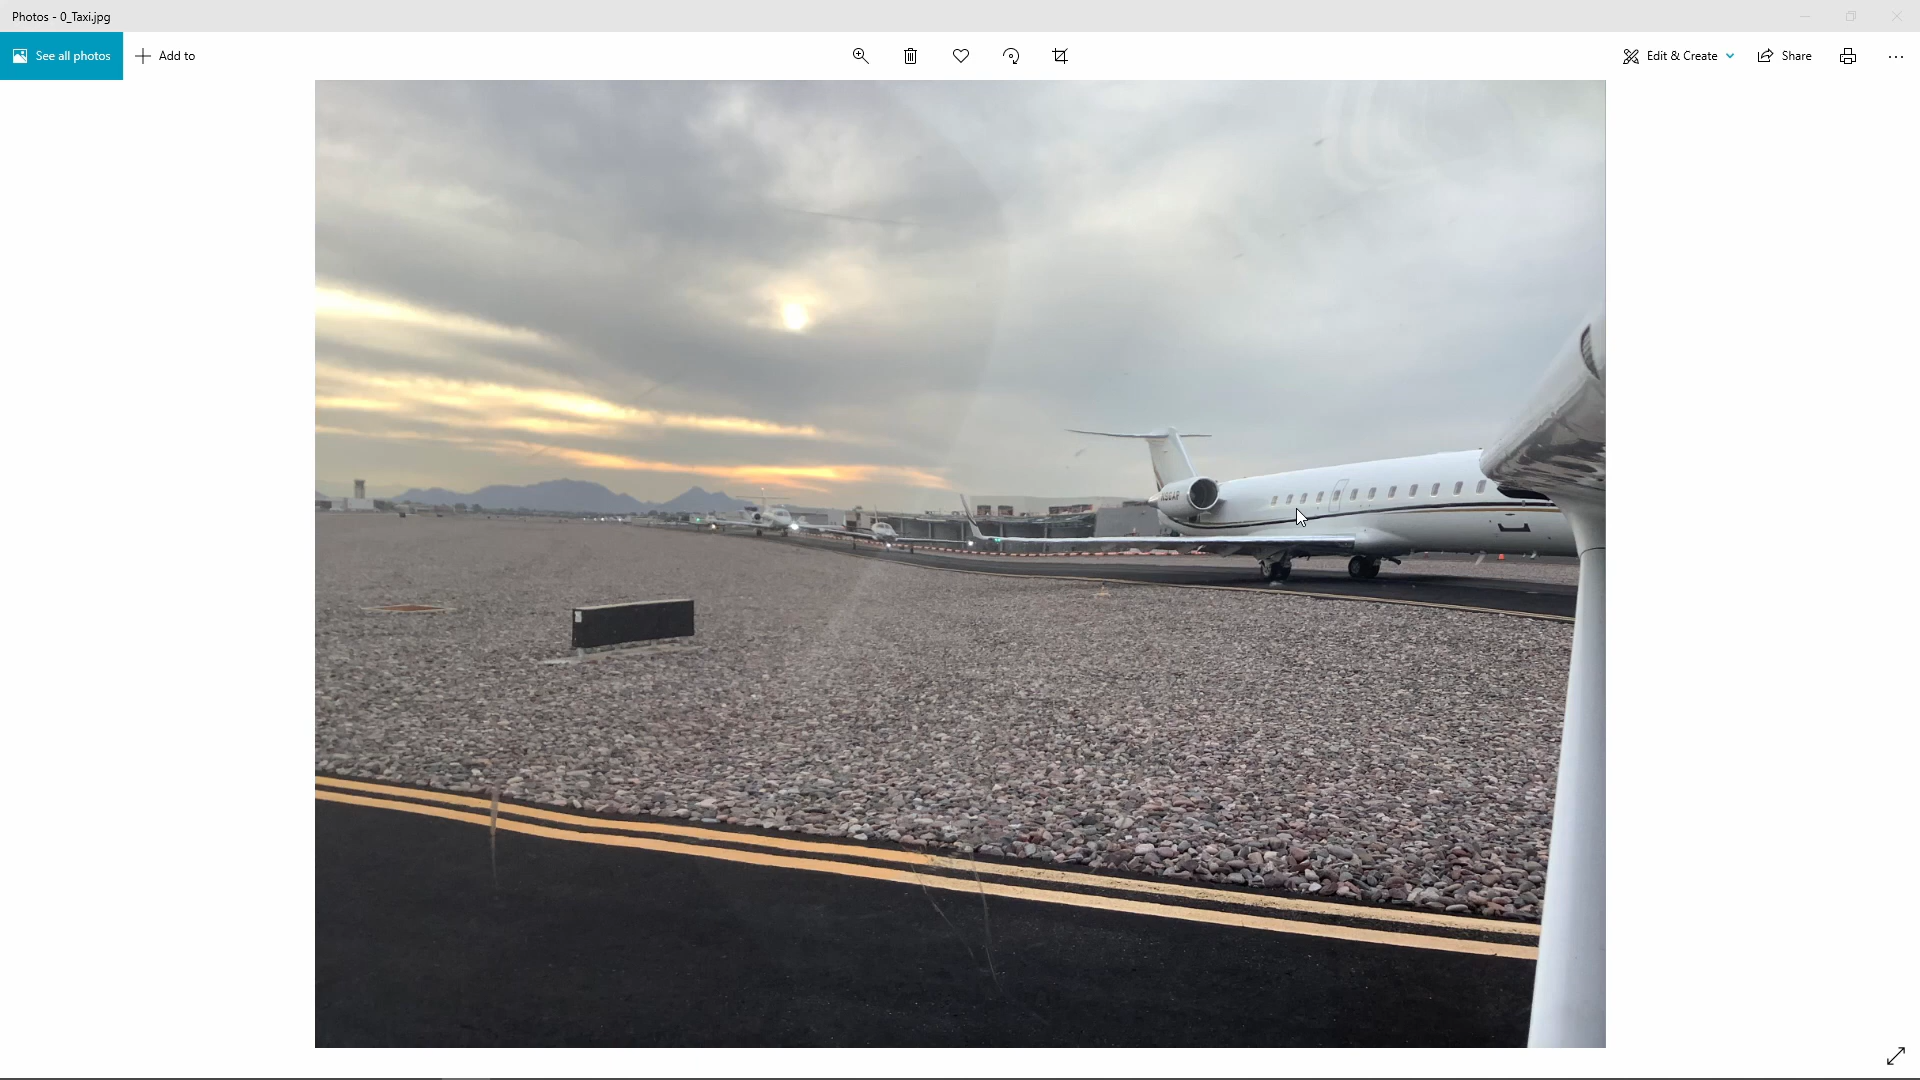 Photos - 0_Taxi.jpg
See all photos
Add to
Edit & Create
Share